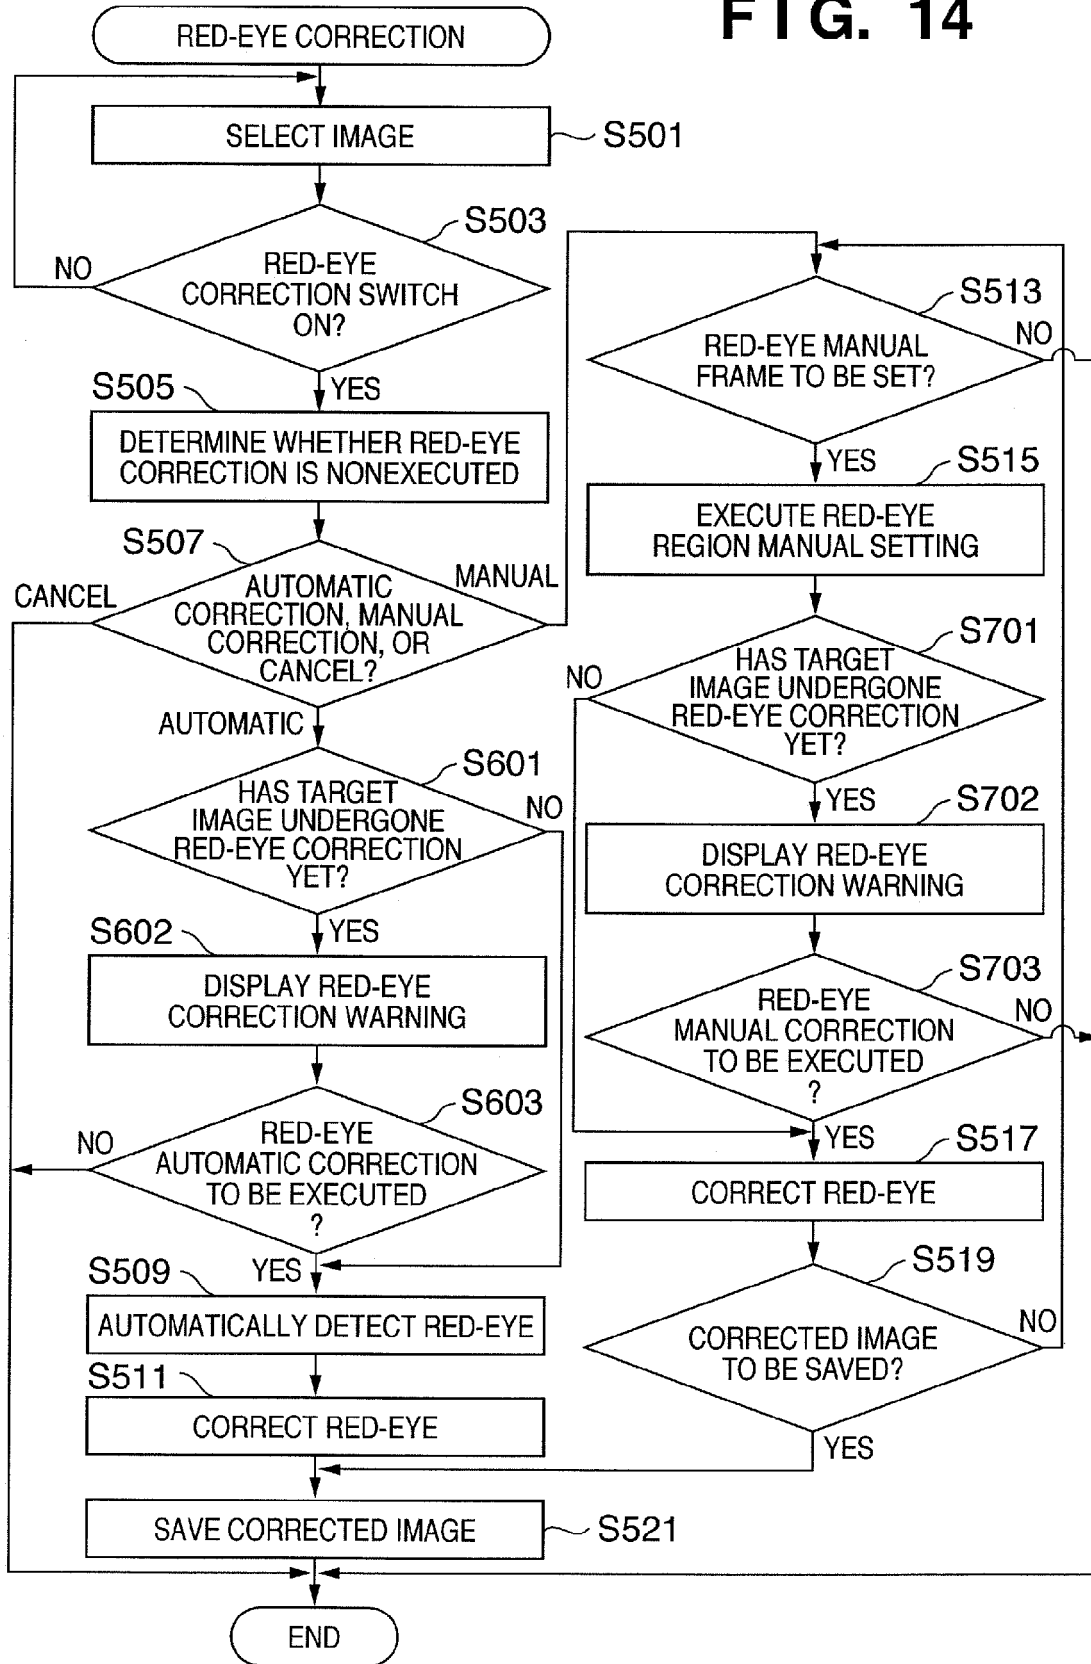 FIG. 14
RED-EYE CORRECTION
SELECT IMAGE
S501
S503
RED-EYE
CORRECTION SWITCH
ON?
NO
YES
S505
DETERMINE WHETHER RED-EYE
CORRECTION IS NONEXECUTED
S507
AUTOMATIC
CORRECTION, MANUAL
CORRECTION, OR
CANCEL?
CANCEL
MANUAL
AUTOMATIC
S601
HAS TARGET
IMAGE UNDERGONE
RED-EYE CORRECTION
YET?
NO
YES
S602
DISPLAY RED-EYE
CORRECTION WARNING
S603
RED-EYE
AUTOMATIC CORRECTION
TO BE EXECUTED
?
NO
YES
S509
AUTOMATICALLY DETECT RED-EYE
S511
CORRECT RED-EYE
SAVE CORRECTED IMAGE
S521
END
S513
RED-EYE MANUAL
FRAME TO BE SET?
NO
YES
S515
EXECUTE RED-EYE
REGION MANUAL SETTING
S701
HAS TARGET
IMAGE UNDERGONE
RED-EYE CORRECTION
YET?
NO
YES
S702
DISPLAY RED-EYE
CORRECTION WARNING
S703
RED-EYE
MANUAL CORRECTION
TO BE EXECUTED
?
NO
YES
S517
CORRECT RED-EYE
S519
CORRECTED IMAGE
TO BE SAVED?
NO
YES